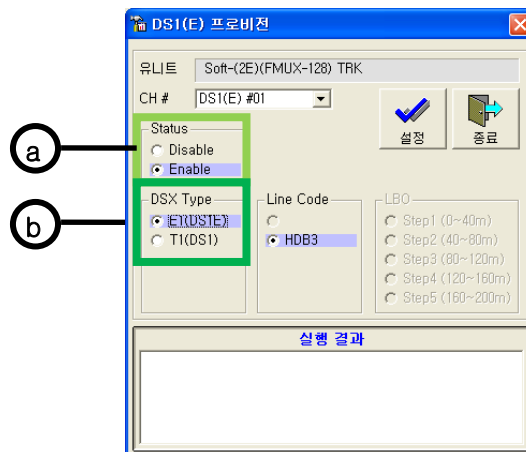 DS1(E) 프로비전
유니트 Soft-(2E)(FMUX-128) TRK
CH # DS1(E) #01
설정
종료
a
Status
Disable
Enable
b
DSX Type
E1(DS1E)
T1(DS1)
Line Code
HDB3
LBO
Step1 (0~40m)
Step2 (40~80m)
Step3 (80~120m)
Step4 (120~160m)
Step5 (160~200m)
실행 결과